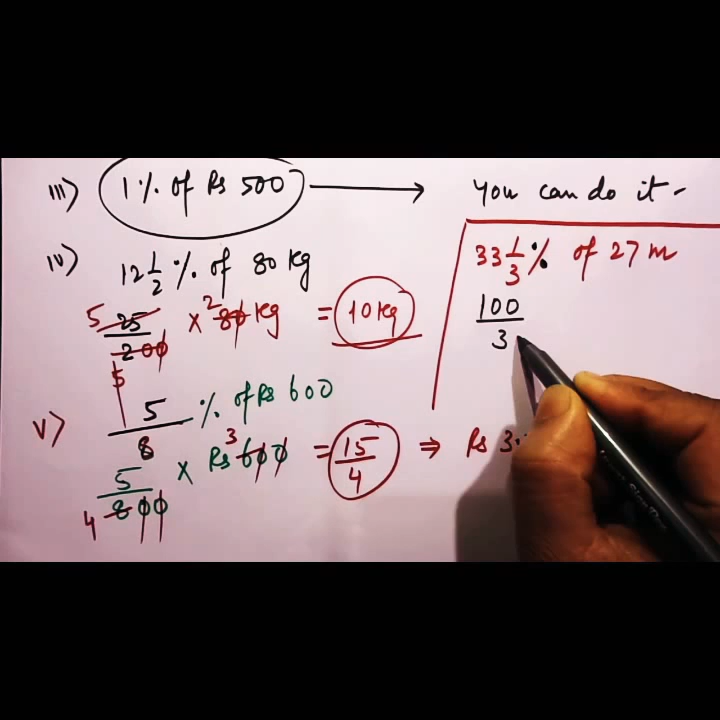 III) 1% of Rs 500 → You can do it -
IV) 12 1/2 % of 80 kg
5 25/200 5 × 2 80 kg = 10 kg
V) 5/8 % of Rs 600
5/800 4 × Rs 3 600 = 15/4 ⇒ Rs 3.
33 1/3 % of 27 m
100/3